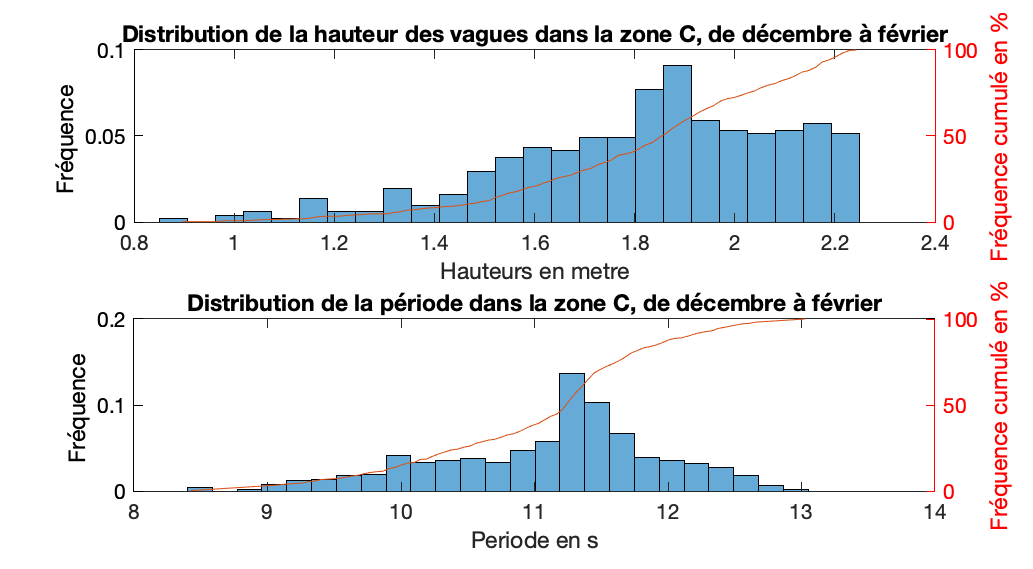 Distribution de la hauteur des vagues dans la zone C, de décembre à février
0.1
0.05
0
Fréquence
100
50
0
Fréquence cumulé en %
0.8 1 1.2 1.4 1.6 1.8 2 2.2 2.4
Hauteurs en metre
Distribution de la période dans la zone C, de décembre à février
0.2
0.1
0
Fréquence
100
50
0
Fréquence cumulé en %
8 9 10 11 12 13 14
Periode en s